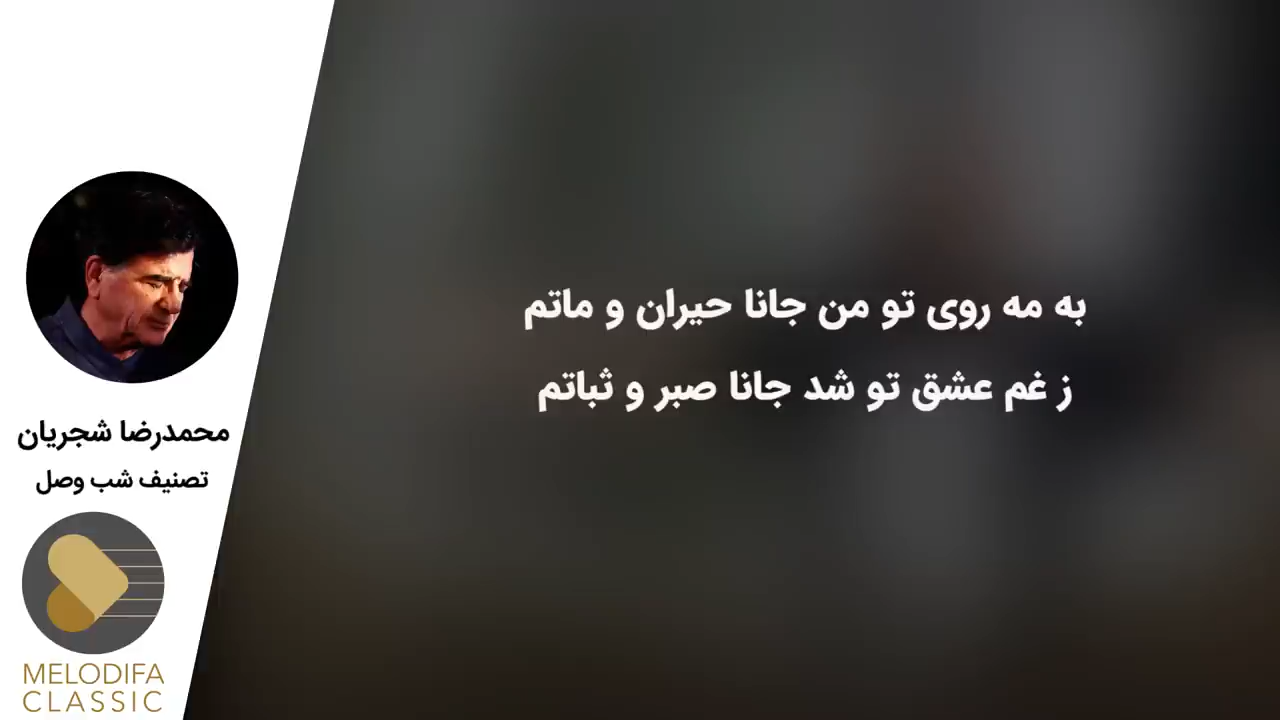 به مه روی تو من جانا حیران و ماتم
ز غم عشق تو شد جانا صبر و ثباتم
محمدرضا شجریان
تصنیف شب وصل
MELODIFA
CLASSIC